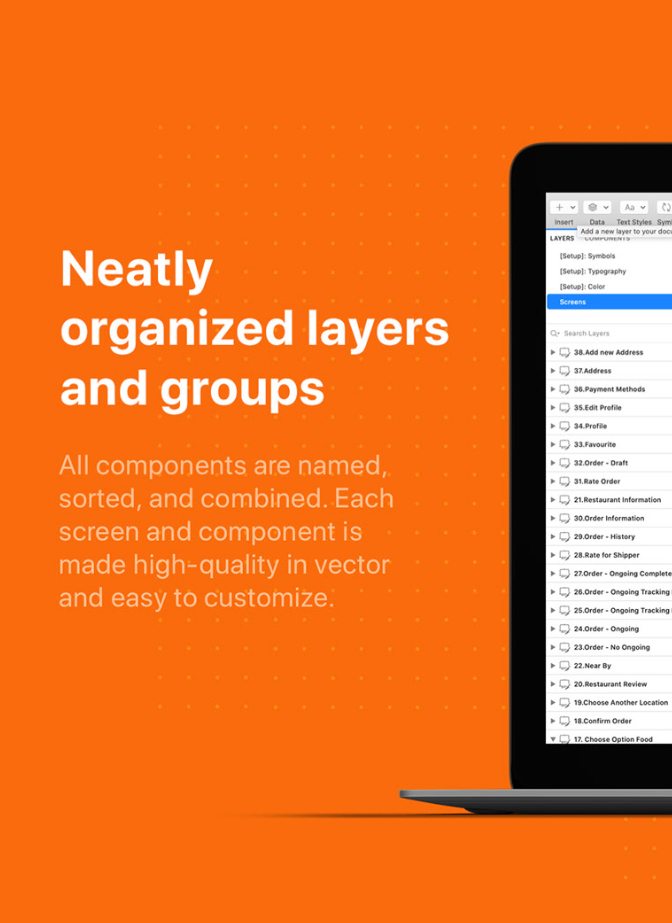 Neatly
organized layers
and groups
All components are named,
sorted, and combined. Each
screen and component is
made high-quality in vector
and easy to customize.
Insert Data Text Styles
Add a new layer to your
LAYERS COMPONENTS
[Setup]: Symbols
[Setup]: Typography
[Setup]: Color
Screens
Search Layers
38.Add new Address
37.Address
36.Payment Methods
35.Edit Profile
34.Profile
33.Favourite
32.Order - Draft
31.Rate Order
21.Restaurant Information
30.Order Information
29.Order - History
28.Rate for Shipper
27.Order - Ongoing Complete
26.Order - Ongoing Tracking
25.Order - Ongoing Tracking
24.Order - Ongoing
23.Order - No Ongoing
22.Near By
20.Restaurant Review
19.Choose Another Location
18.Confirm Order
17. Choose Option Food